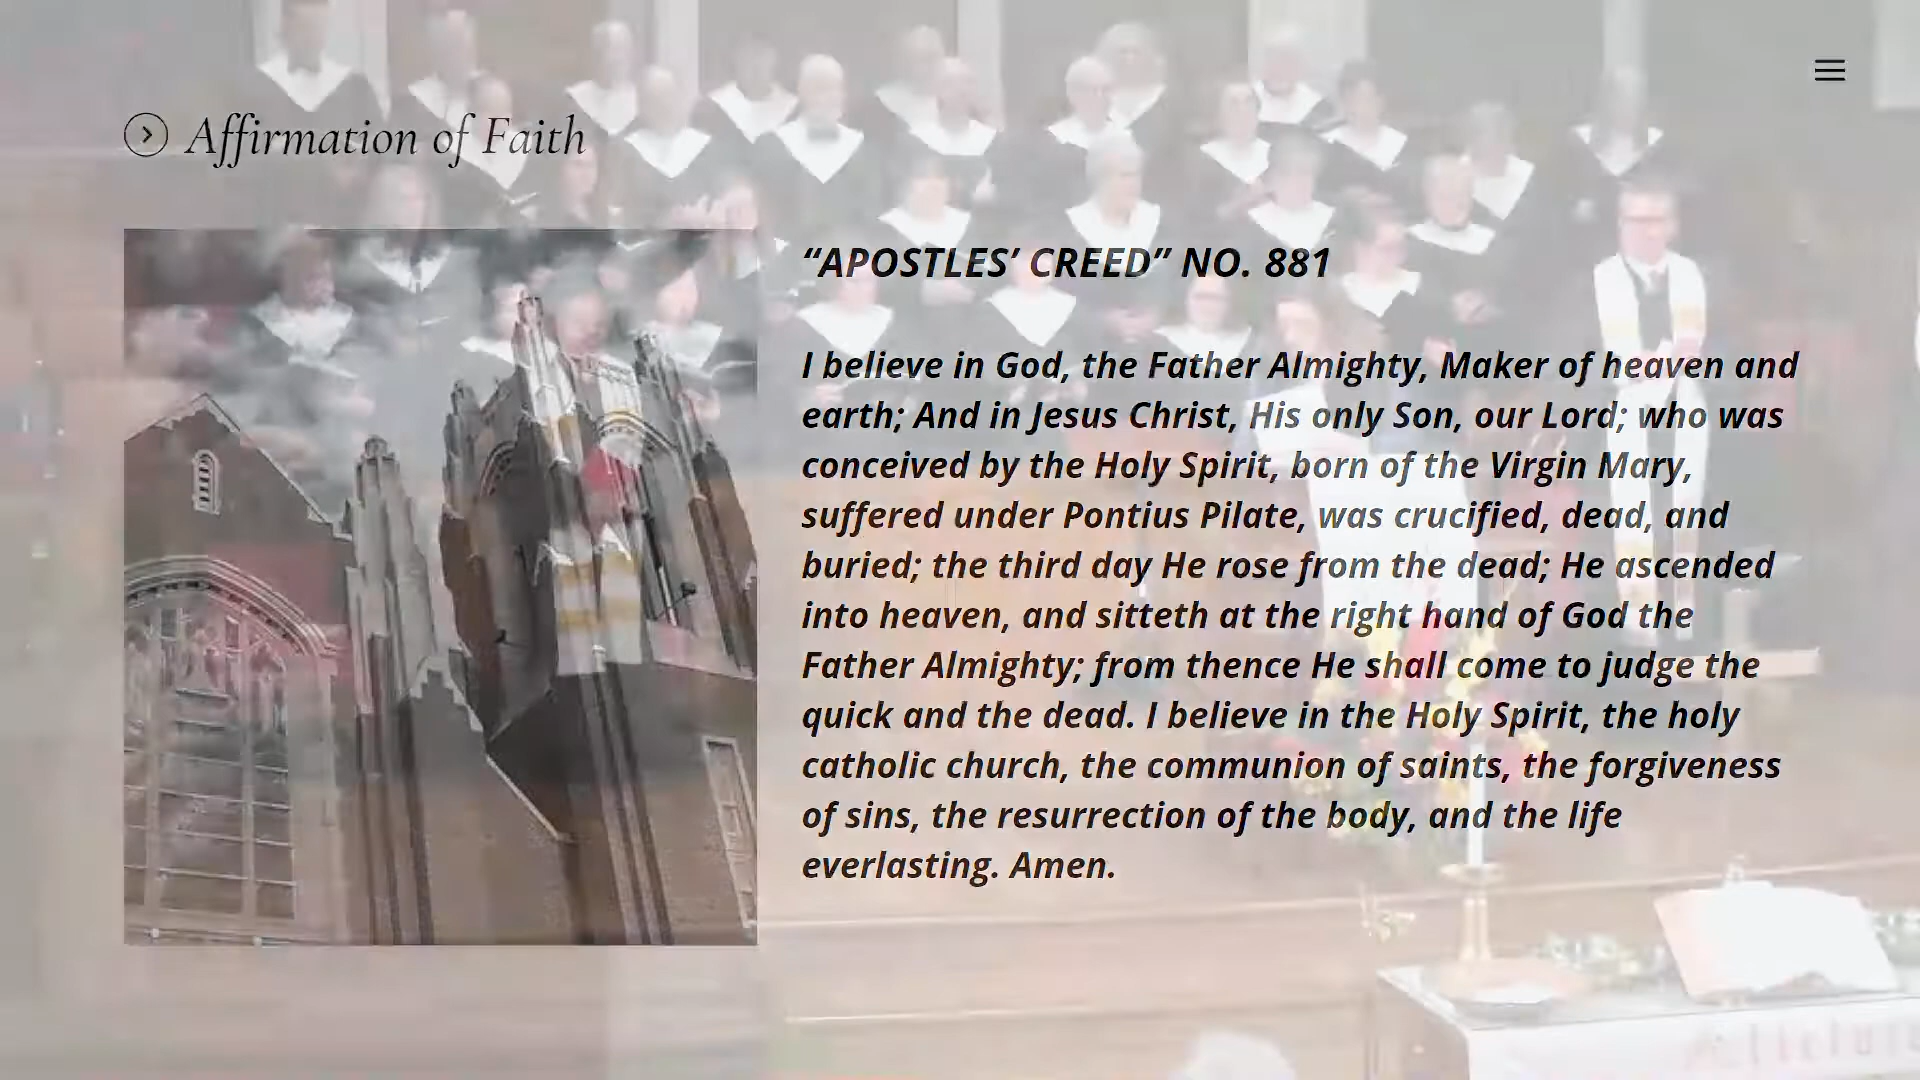 Affirmation of Faith
“APOSTLES’ CREED” NO. 881
I believe in God, the Father Almighty, Maker of heaven and
earth; And in Jesus Christ, His only Son, our Lord; who was
conceived by the Holy Spirit, born of the Virgin Mary,
suffered under Pontius Pilate, was crucified, dead, and
buried; the third day He rose from the dead; He ascended
into heaven, and sitteth at the right hand of God the
Father Almighty; from thence He shall come to judge the
quick and the dead. I believe in the Holy Spirit, the holy
catholic church, the communion of saints, the forgiveness
of sins, the resurrection of the body, and the life
everlasting. Amen.